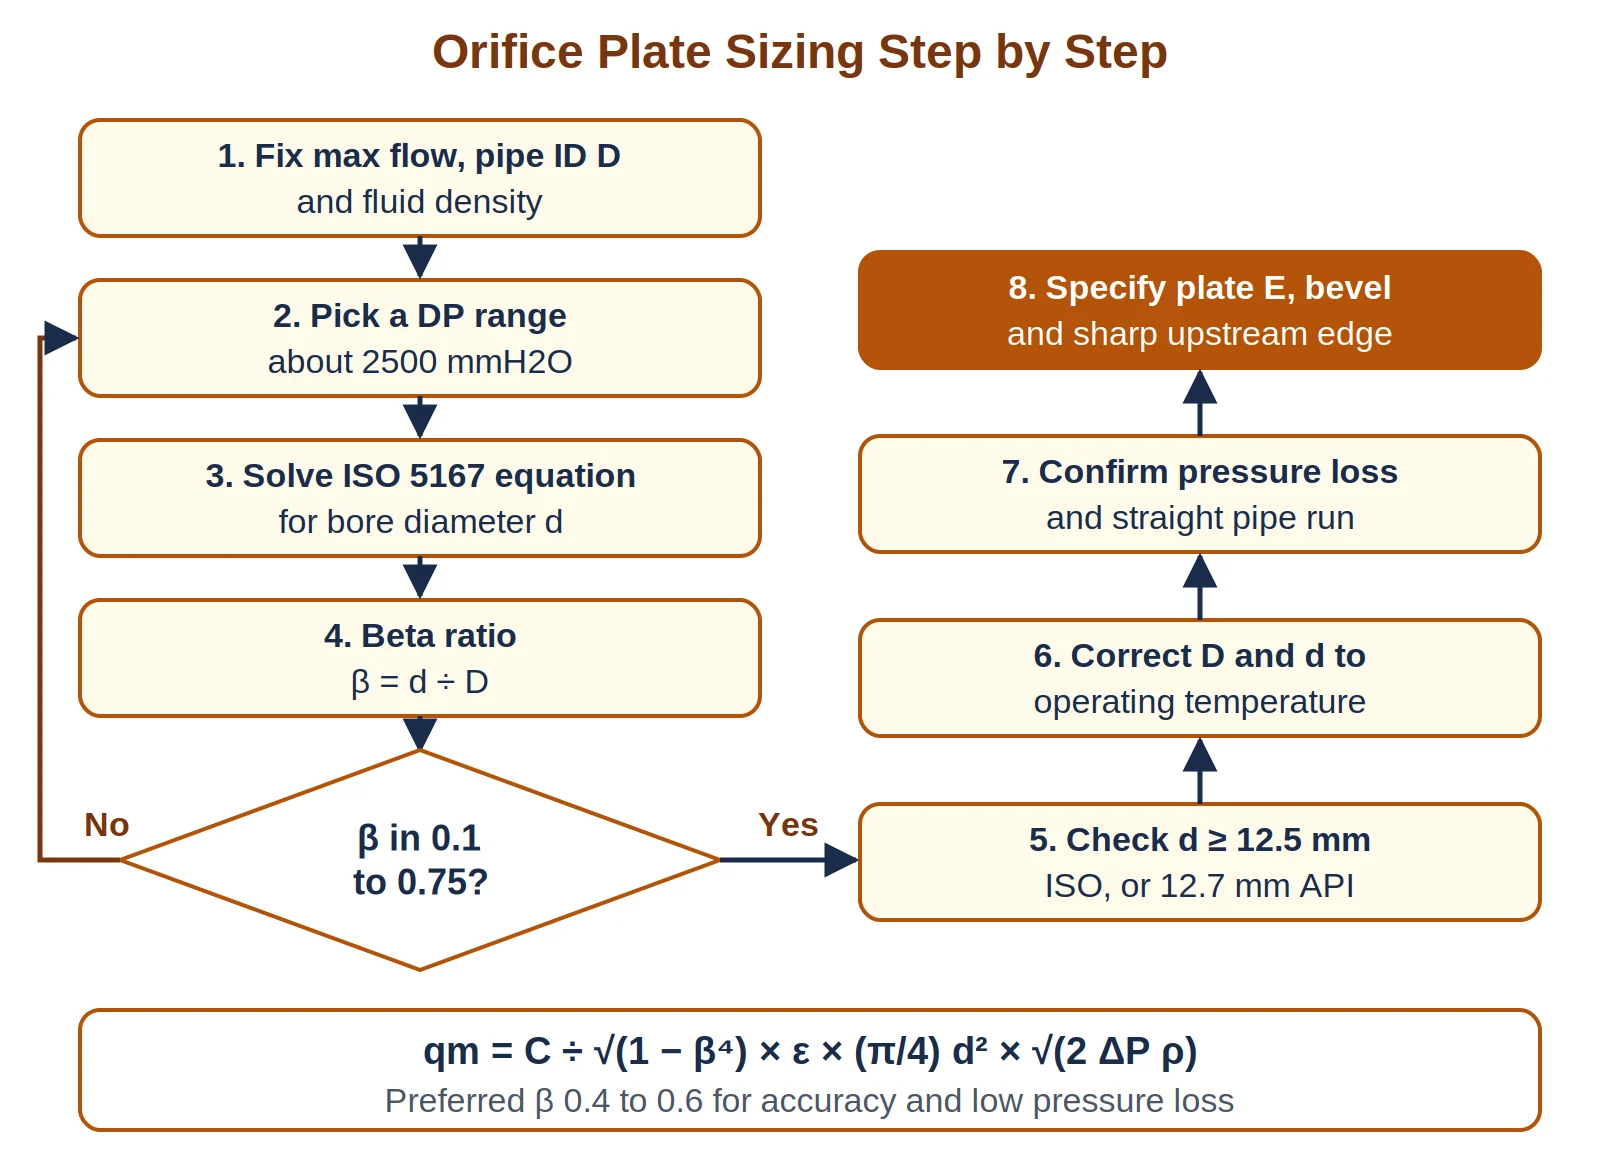 Orifice Plate Sizing Step by Step
1. Fix max flow, pipe ID D
and fluid density
2. Pick a DP range
about 2500 mmH2O
3. Solve ISO 5167 equation
for bore diameter d
4. Beta ratio
β = d ÷ D
No
β in 0.1
to 0.75?
Yes
5. Check d ≥ 12.5 mm
ISO, or 12.7 mm API
6. Correct D and d to
operating temperature
7. Confirm pressure loss
and straight pipe run
8. Specify plate E, bevel
and sharp upstream edge
qm = C ÷ √(1 − β⁴) × ε × (π/4) d² × √(2 ΔP ρ)
Preferred β 0.4 to 0.6 for accuracy and low pressure loss